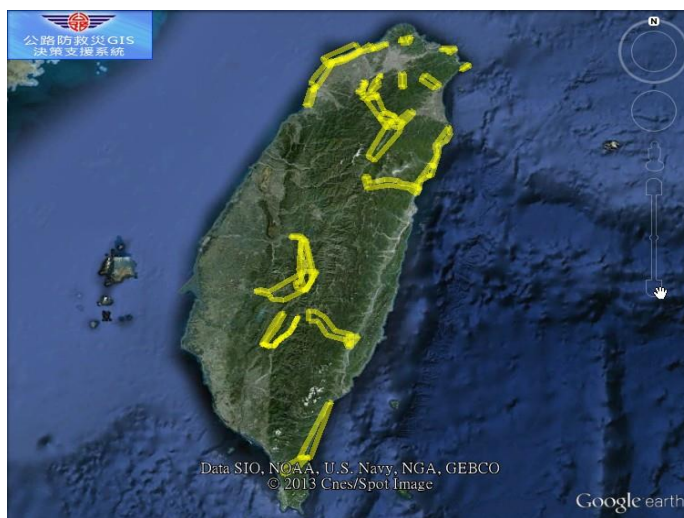 公路防救災GIS
決策支援系統
N
Data SIO, NOAA, U.S. Navy, NGA, GEBCO
© 2013 Cnes/Spot Image
Google earth